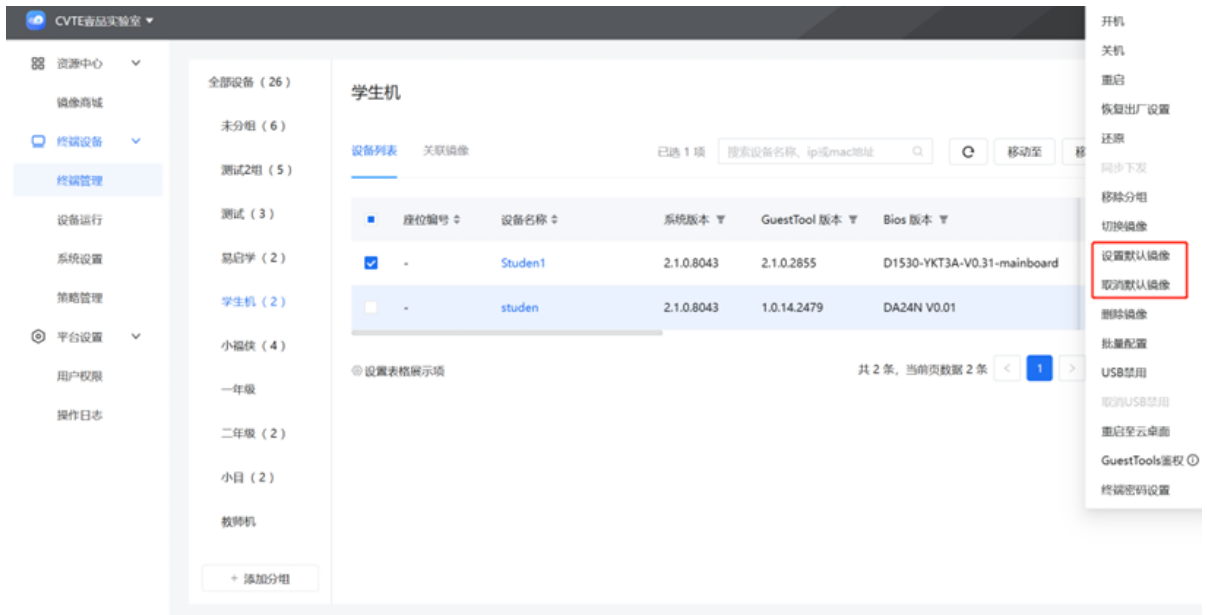 CVTE壹品实验室
资源中心
镜像商城
终端设备
终端管理
设备运行
系统设置
策略管理
平台设置
用户权限
操作日志
全部设备（26）
未分组（6）
测试2组（5）
测试（3）
易启学（2）
学生机（2）
小福侠（4）
一年级
二年级（2）
小目（2）
教师机
+ 添加分组
学生机
设备列表 关联镜像 已选 1 项 搜索设备名称、ip或mac地址 移动至 移
座位编号 设备名称 系统版本 GuestTool 版本 Bios 版本
- Studen1 2.1.0.8043 2.1.0.2855 D1530-YKT3A-V0.31-mainboard
- studen 2.1.0.8043 1.0.14.2479 DA24N V0.01
设置表格展示项 共 2 条，当前页数据 2 条 < 1 >
开机
关机
重启
恢复出厂设置
还原
同步下发
移除分组
切换镜像
设置默认镜像
取消默认镜像
删除镜像
批量配置
USB禁用
取消USB禁用
重启至云桌面
GuestTools鉴权
终端密码设置